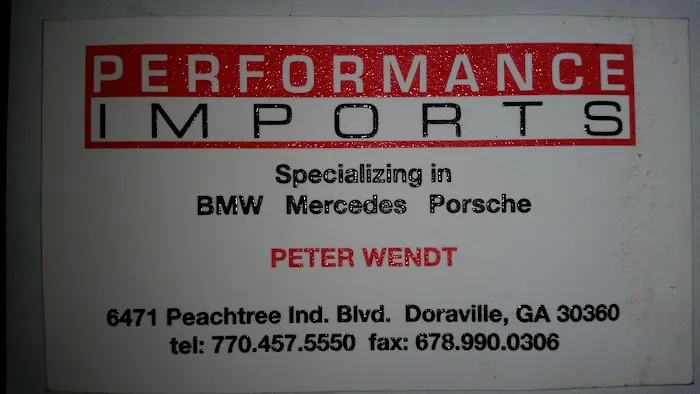 PERFORMANCE
IMPORTS
Specializing in
BMW Mercedes Porsche
PETER WENDT
6471 Peachtree Ind. Blvd. Doraville, GA 30360
tel: 770.457.5550 fax: 678.990.0306